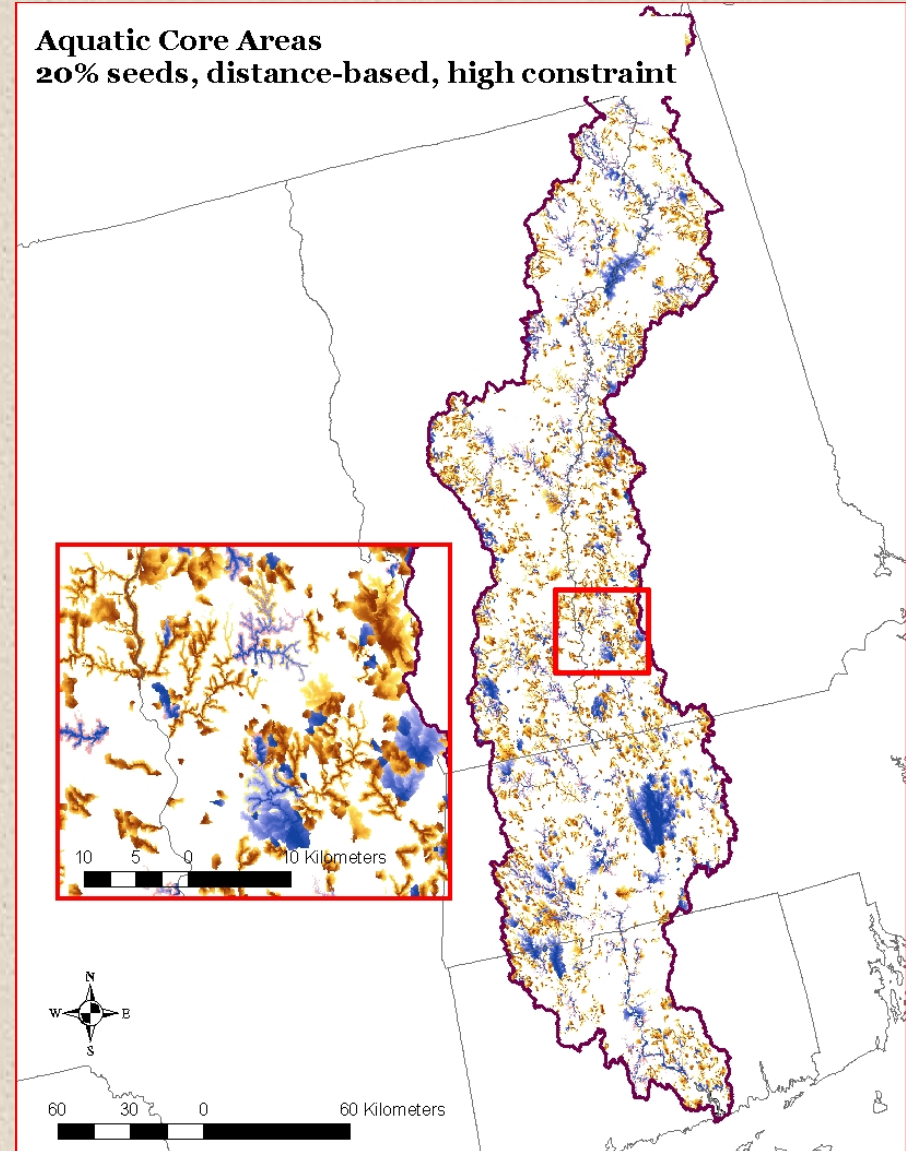 Aquatic Core Areas
20% seeds, distance-based, high constraint
10 5 0 10 Kilometers
N
W E
S
60 30 0 60 Kilometers